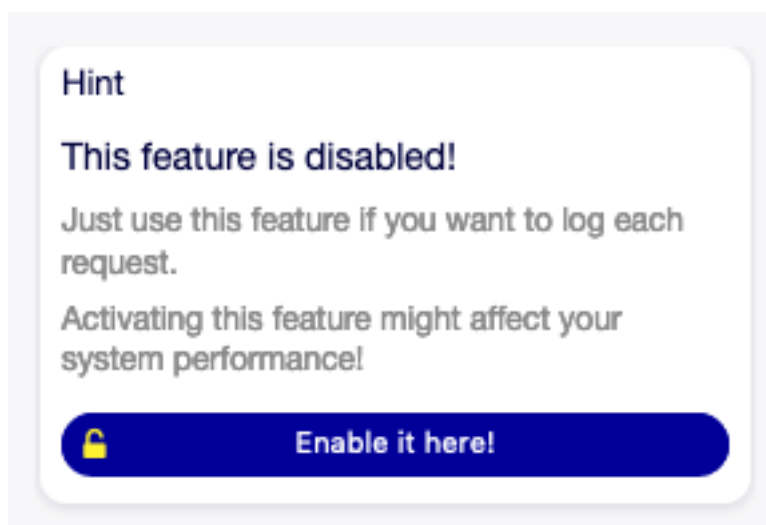 Hint
This feature is disabled!
Just use this feature if you want to log each
request.
Activating this feature might affect your
system performance!
Enable it here!